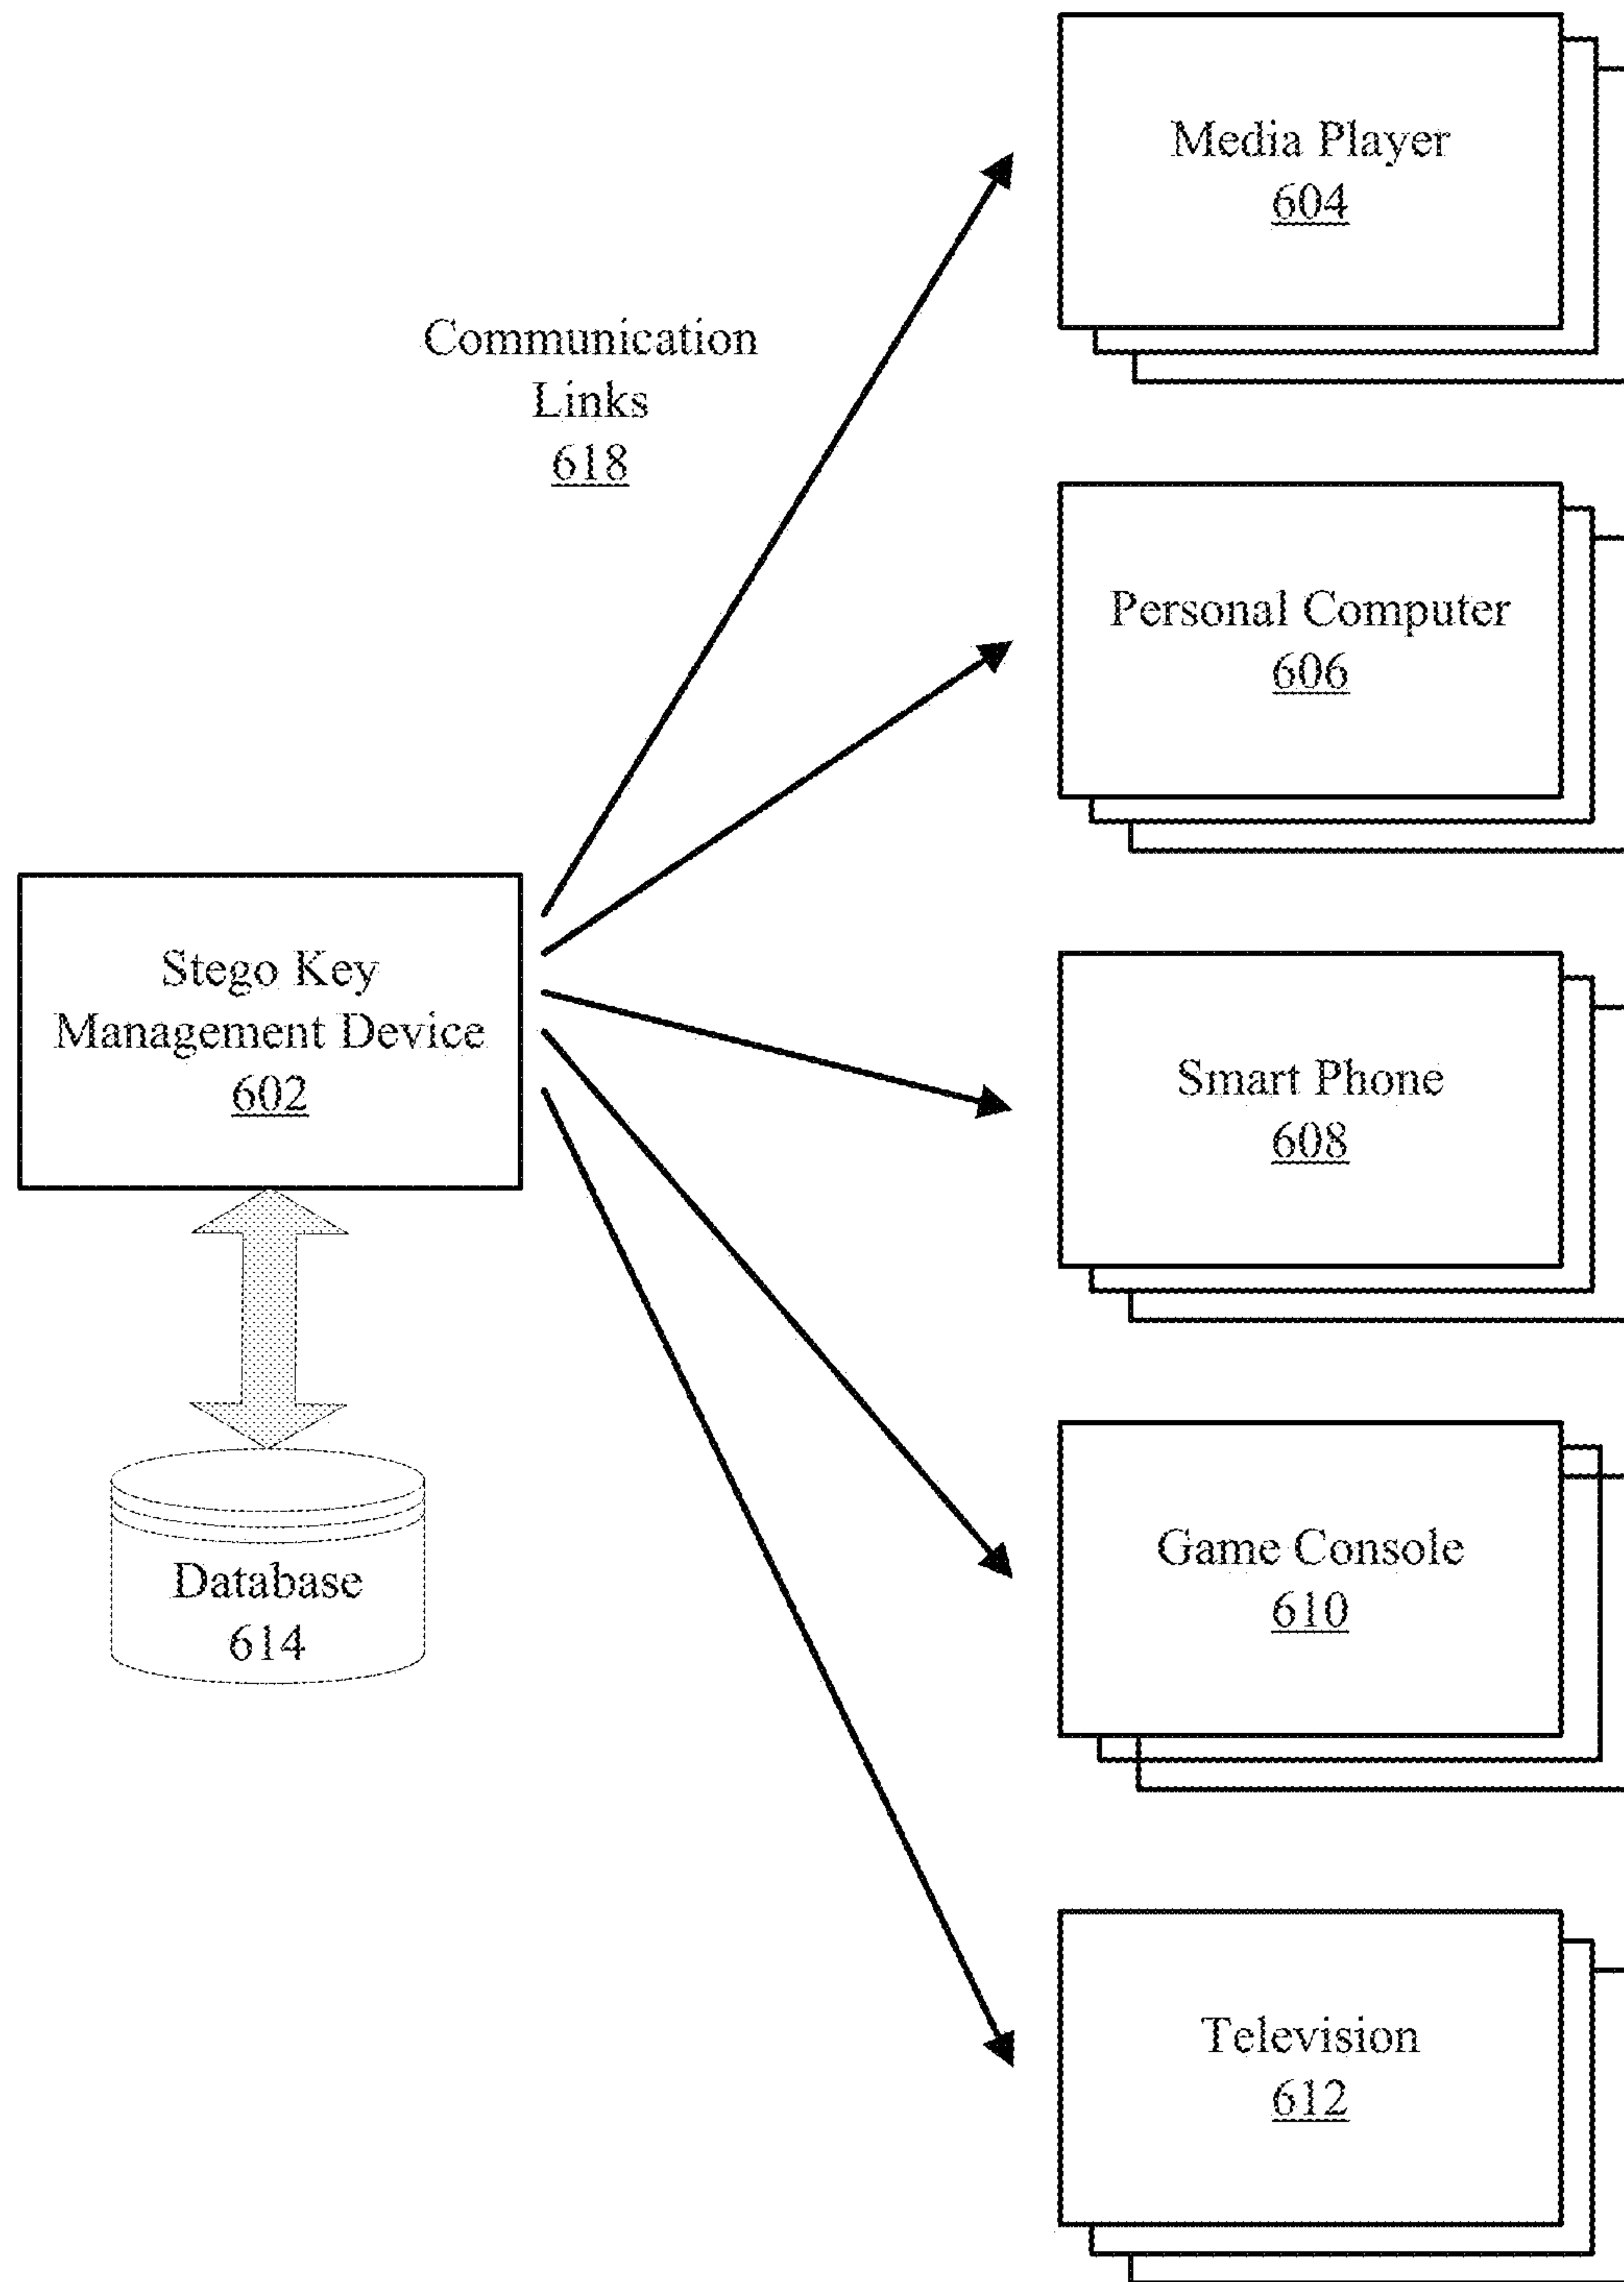 Media Player
604
Communication
Links
618
Personal Computer
606
Stego Key
Management Device
602
Smart Phone
608
Game Console
610
Database
614
Television
612